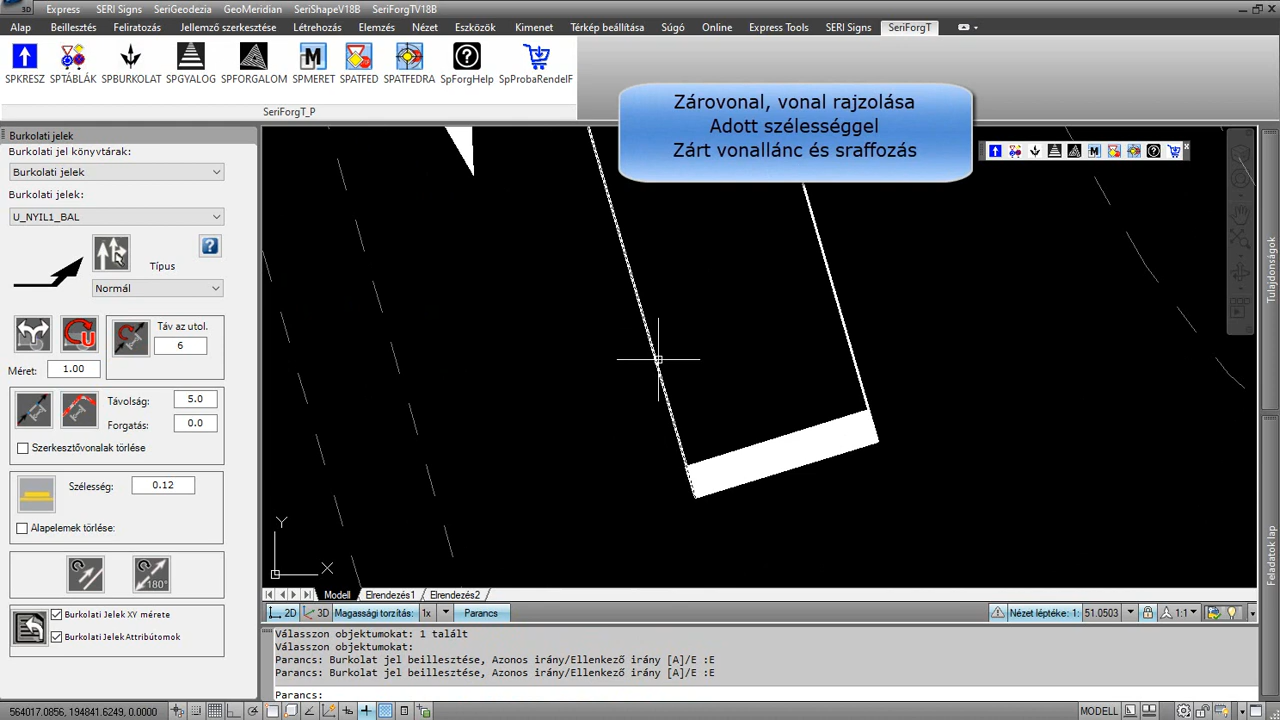 Express SERI Signs SeriGeodezia GeoMeridian SeriShapeV18B SeriForgTV18B
Alap Beillesztés Feliratozás Jellemző szerkesztése Létrehozás Elemzés Nézet Eszközök Kimenet Térkép beállítása Súgó Online Express Tools SERI Signs SeriForgT
SPKRESZ SPTÁBLÁK SPBURKOLAT SPGYALOG SPFORGALOM SPMERET SPATFED SPATFEDRA SpForgHelp SpProbaRendelF
SeriForgT_P
Zárovonal, vonal rajzolása
Adott szélességgel
Zárt vonallánc és sraffozás
Burkolati jelek
Burkolati jel könyvtárak:
Burkolati jelek
Burkolati jelek:
U_NYIL1_BAL
Típus
Normál
Táv az utol.
6
Méret: 1.00
Távolság: 5.0
Forgatás: 0.0
Szerkesztővonalak törlése:
Szélesség: 0.12
Alapelemek törlése:
180°
Burkolati Jelek XY mérete
Burkolati Jelek Attribútomok
Tulajdonságok
Feladatok lap
Y
X
Modell Elrendezés1 Elrendezés2
2D 3D Magassági torzítás: 1x Parancs Nézet léptéke: 1: 51.0503 1:1
Válasszon objektumokat: 1 talált
Válasszon objektumokat:
Parancs: Burkolat jel beillesztése, Azonos irány/Ellenkező irány [A]/E :E
Parancs: Burkolat jel beillesztése, Azonos irány/Ellenkező irány [A]/E :E
Parancs:
564017.0856, 194841.6249, 0.0000 MODELL